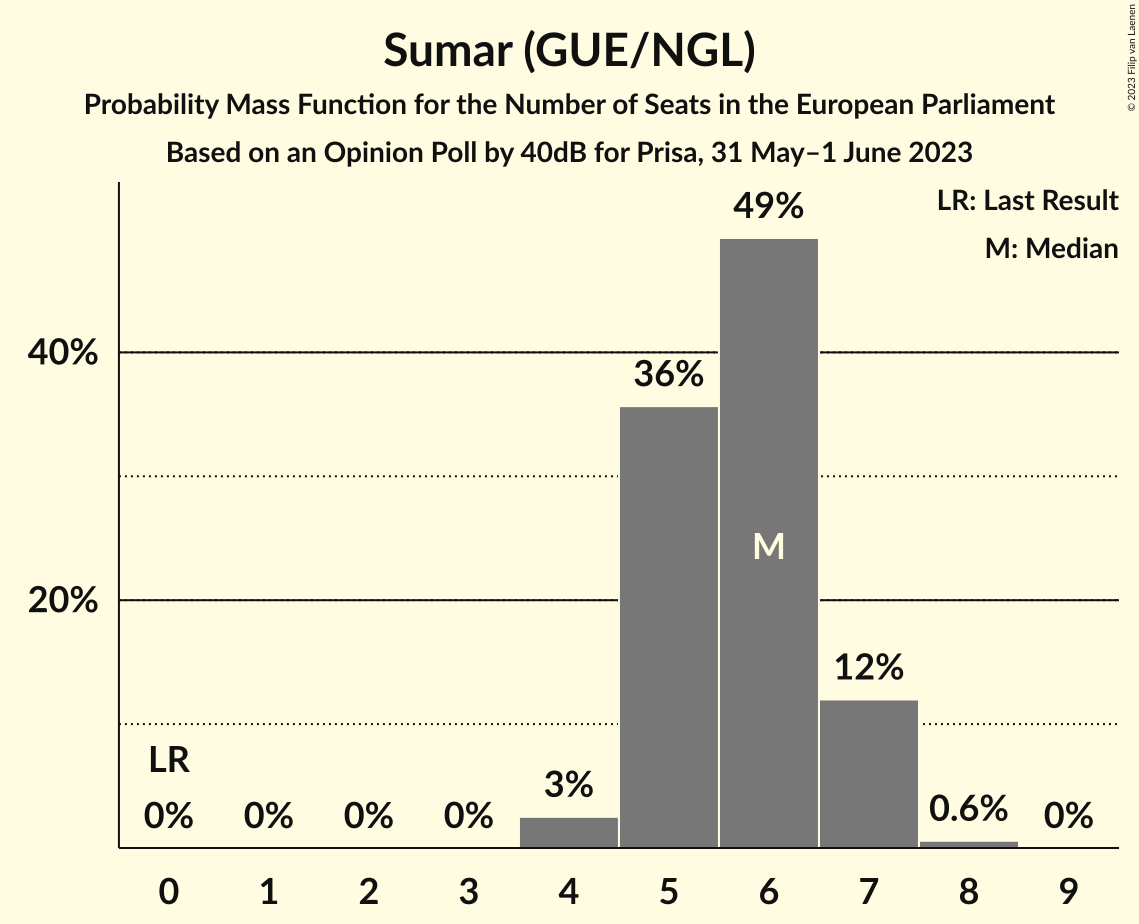 Sumar (GUE/NGL)
Probability Mass Function for the Number of Seats in the European Parliament
Based on an Opinion Poll by 40dB for Prisa, 31 May–1 June 2023
© 2023 Filip van Laenen
LR: Last Result
M: Median
49%
40%
36%
M
20%
12%
LR
3%
0% 0% 0% 0% 0.6% 0%
0 1 2 3 4 5 6 7 8 9